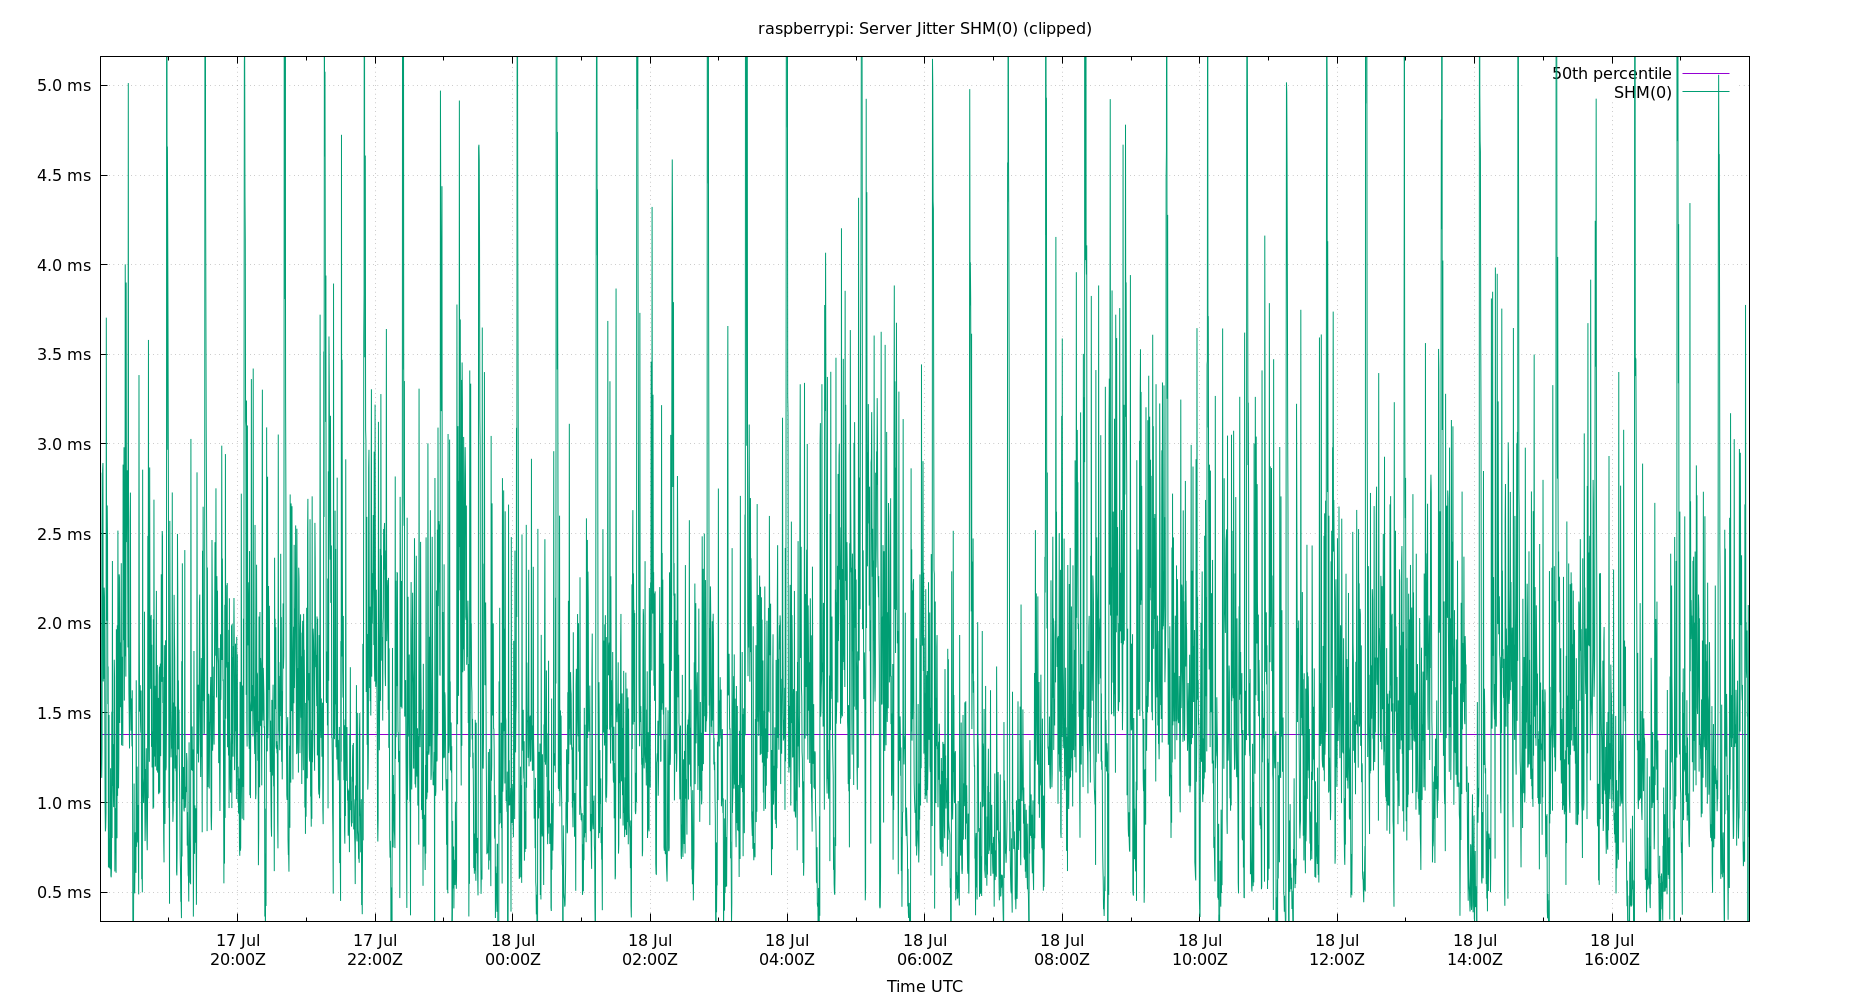 raspberrypi: Server Jitter SHM(0) (clipped)
50th percentile
SHM(0)
5.0 ms
4.5 ms
4.0 ms
3.5 ms
3.0 ms
2.5 ms
2.0 ms
1.5 ms
1.0 ms
0.5 ms
17 Jul 17 Jul 18 Jul 18 Jul 18 Jul 18 Jul 18 Jul 18 Jul 18 Jul 18 Jul 18 Jul
20:00Z 22:00Z 00:00Z 02:00Z 04:00Z 06:00Z 08:00Z 10:00Z 12:00Z 14:00Z 16:00Z
Time UTC